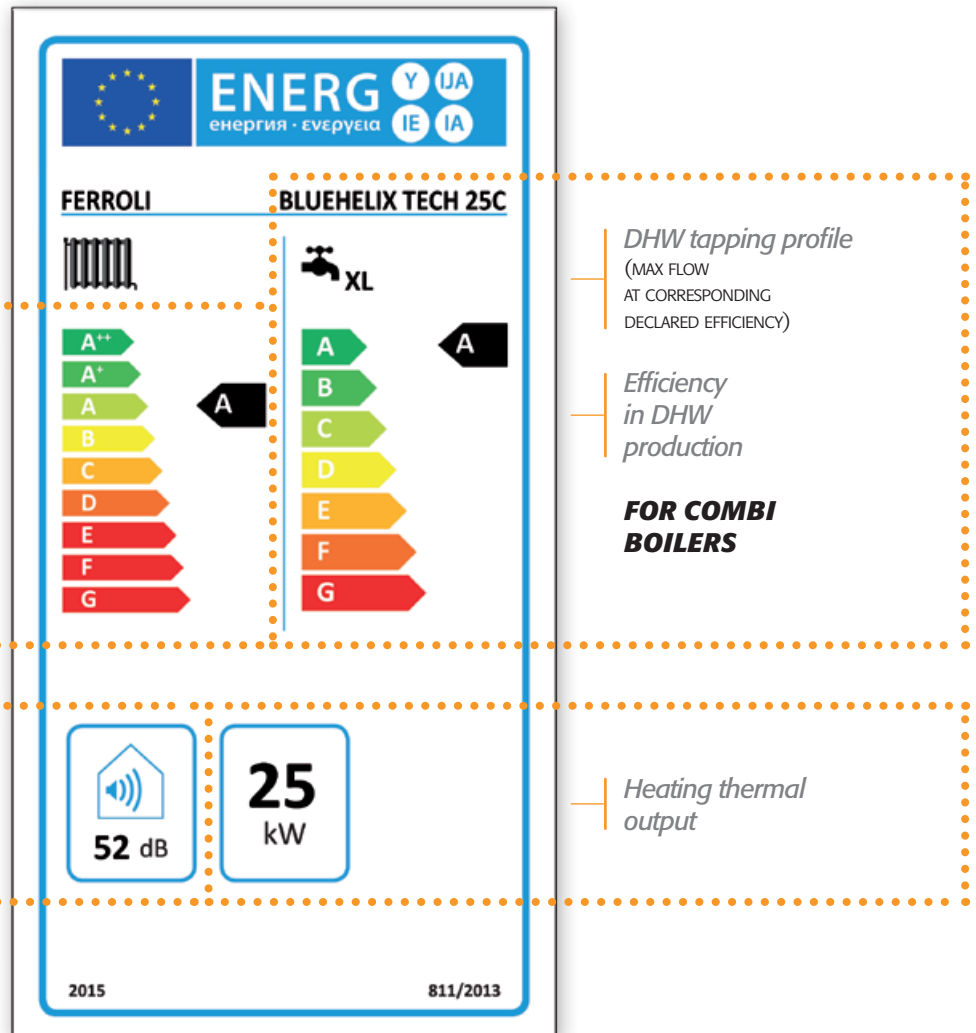 ENERG
енергия · ενεργεια
Y
IJA
IE
IA
FERROLI
BLUEHELIX TECH 25C
XL
A++
A+
A
B
C
D
E
F
G
A
A
B
C
D
E
F
G
A
52 dB
25
kW
2015
811/2013
DHW tapping profile
(MAX FLOW
AT CORRESPONDING
DECLARED EFFICIENCY)
Efficiency
in DHW
production
FOR COMBI
BOILERS
Heating thermal
output